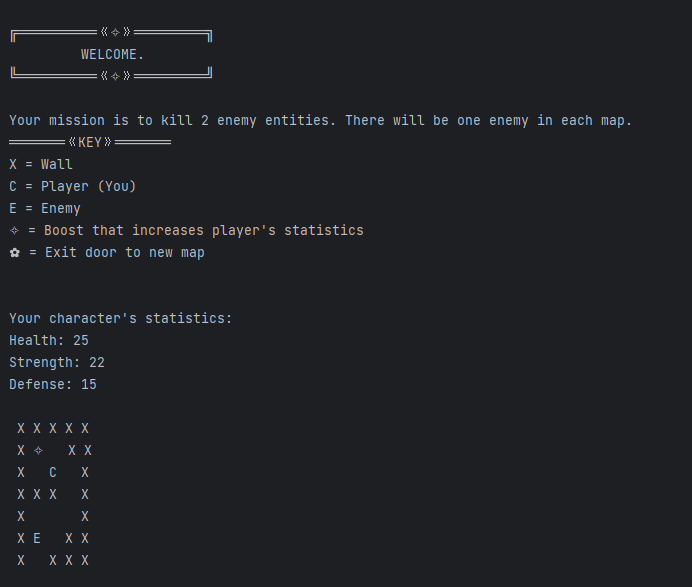 ╔══════════《✧》═════════╗
WELCOME.
╚══════════《✧》═════════╝
Your mission is to kill 2 enemy entities. There will be one enemy in each map.
═══════《KEY》═══════
X = Wall
C = Player (You)
E = Enemy
✧ = Boost that increases player's statistics
✿ = Exit door to new map
Your character's statistics:
Health: 25
Strength: 22
Defense: 15
X X X X X
X ✧   X X
X   C   X
X X X   X
X       X
X E   X X
X   X X X